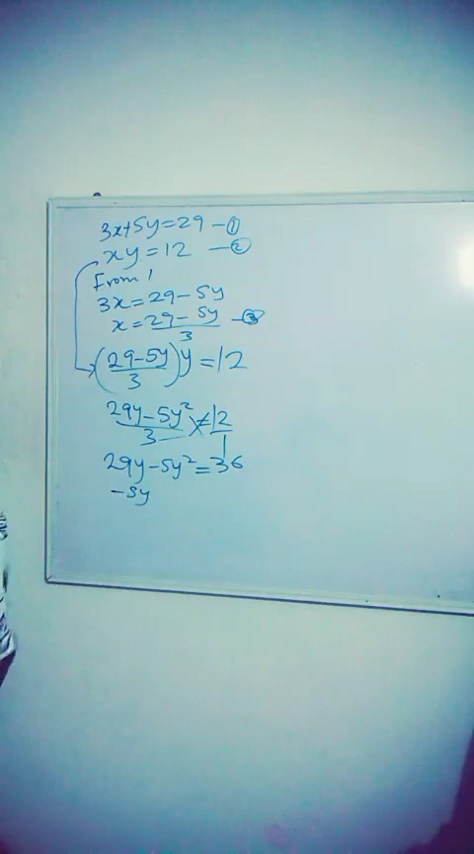 3x+5y=29 —①
xy=12 —②
From 1
3x=29-5y
x=29-5y —③
3
(29-5y)y=12
3
29y-5y²=12
3 1
29y-5y²=36
-5y